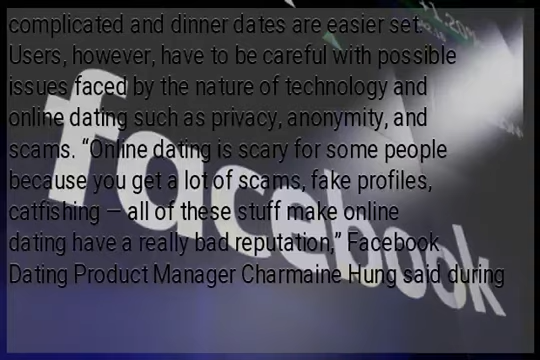 complicated and dinner dates are easier set.
Users, however, have to be careful with possible
issues faced by the nature of technology and
online dating such as privacy, anonymity, and
scams. “Online dating is scary for some people
because you get a lot of scams, fake profiles,
catfishing — all of these stuff make online
dating have a really bad reputation,” Facebook
Dating Product Manager Charmaine Hung said during
facebook